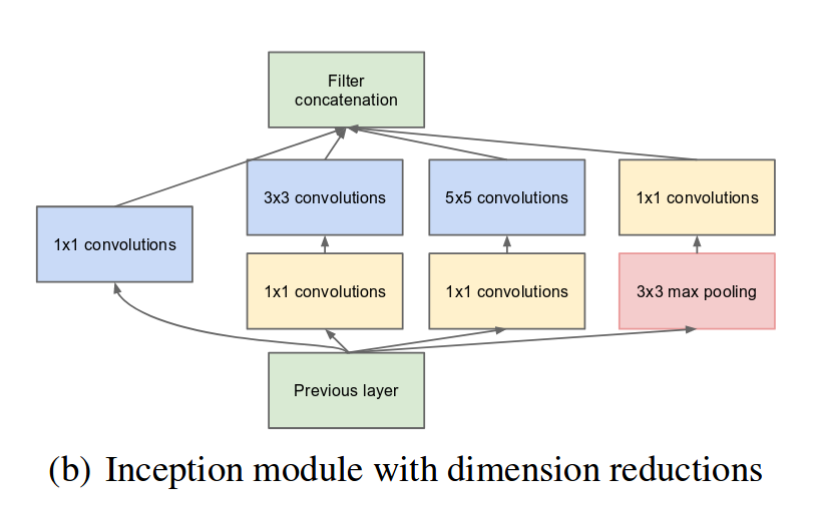 Filter
concatenation
3x3 convolutions
5x5 convolutions
1x1 convolutions
1x1 convolutions
1x1 convolutions
1x1 convolutions
3x3 max pooling
Previous layer
(b) Inception module with dimension reductions